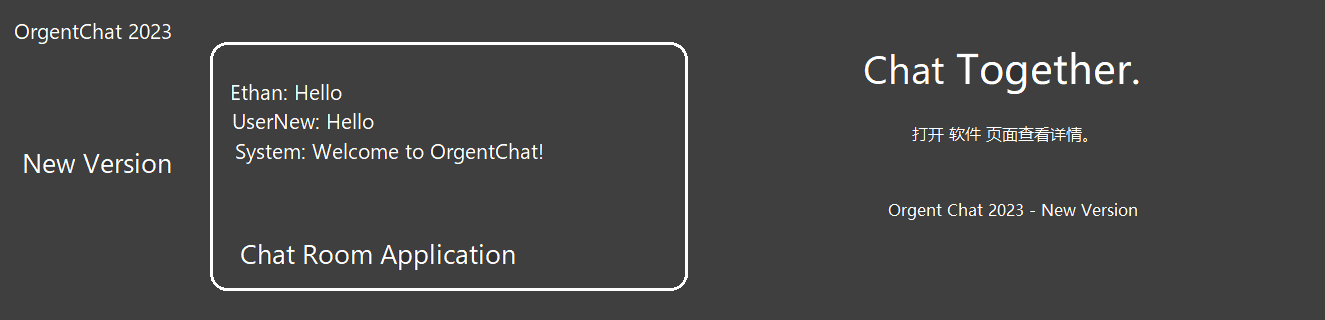 OrgentChat 2023
New Version
Ethan: Hello
UserNew: Hello
System: Welcome to OrgentChat!
Chat Room Application
Chat Together.
打开 软件 页面查看详情。
Orgent Chat 2023 - New Version